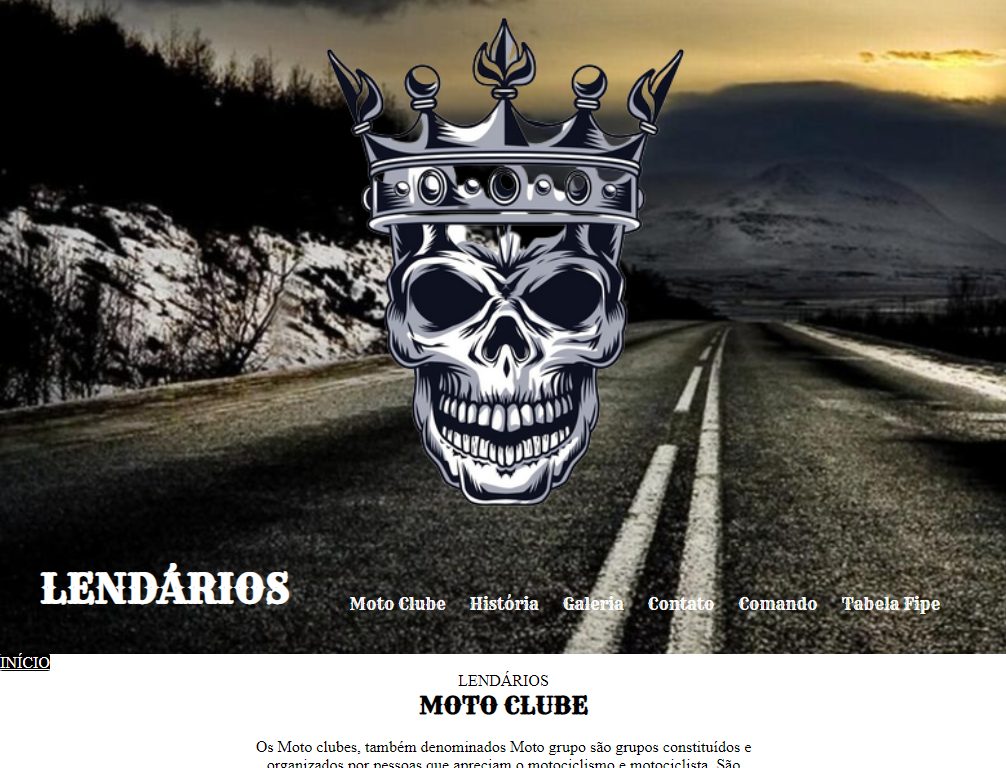 LENDÁRIOS
Moto Clube História Galeria Contato Comando Tabela Fipe
INÍCIO
LENDÁRIOS
MOTO CLUBE
Os Moto clubes, também denominados Moto grupo são grupos constituídos e
organizados por pessoas que apreciam o motociclismo e motociclista. São